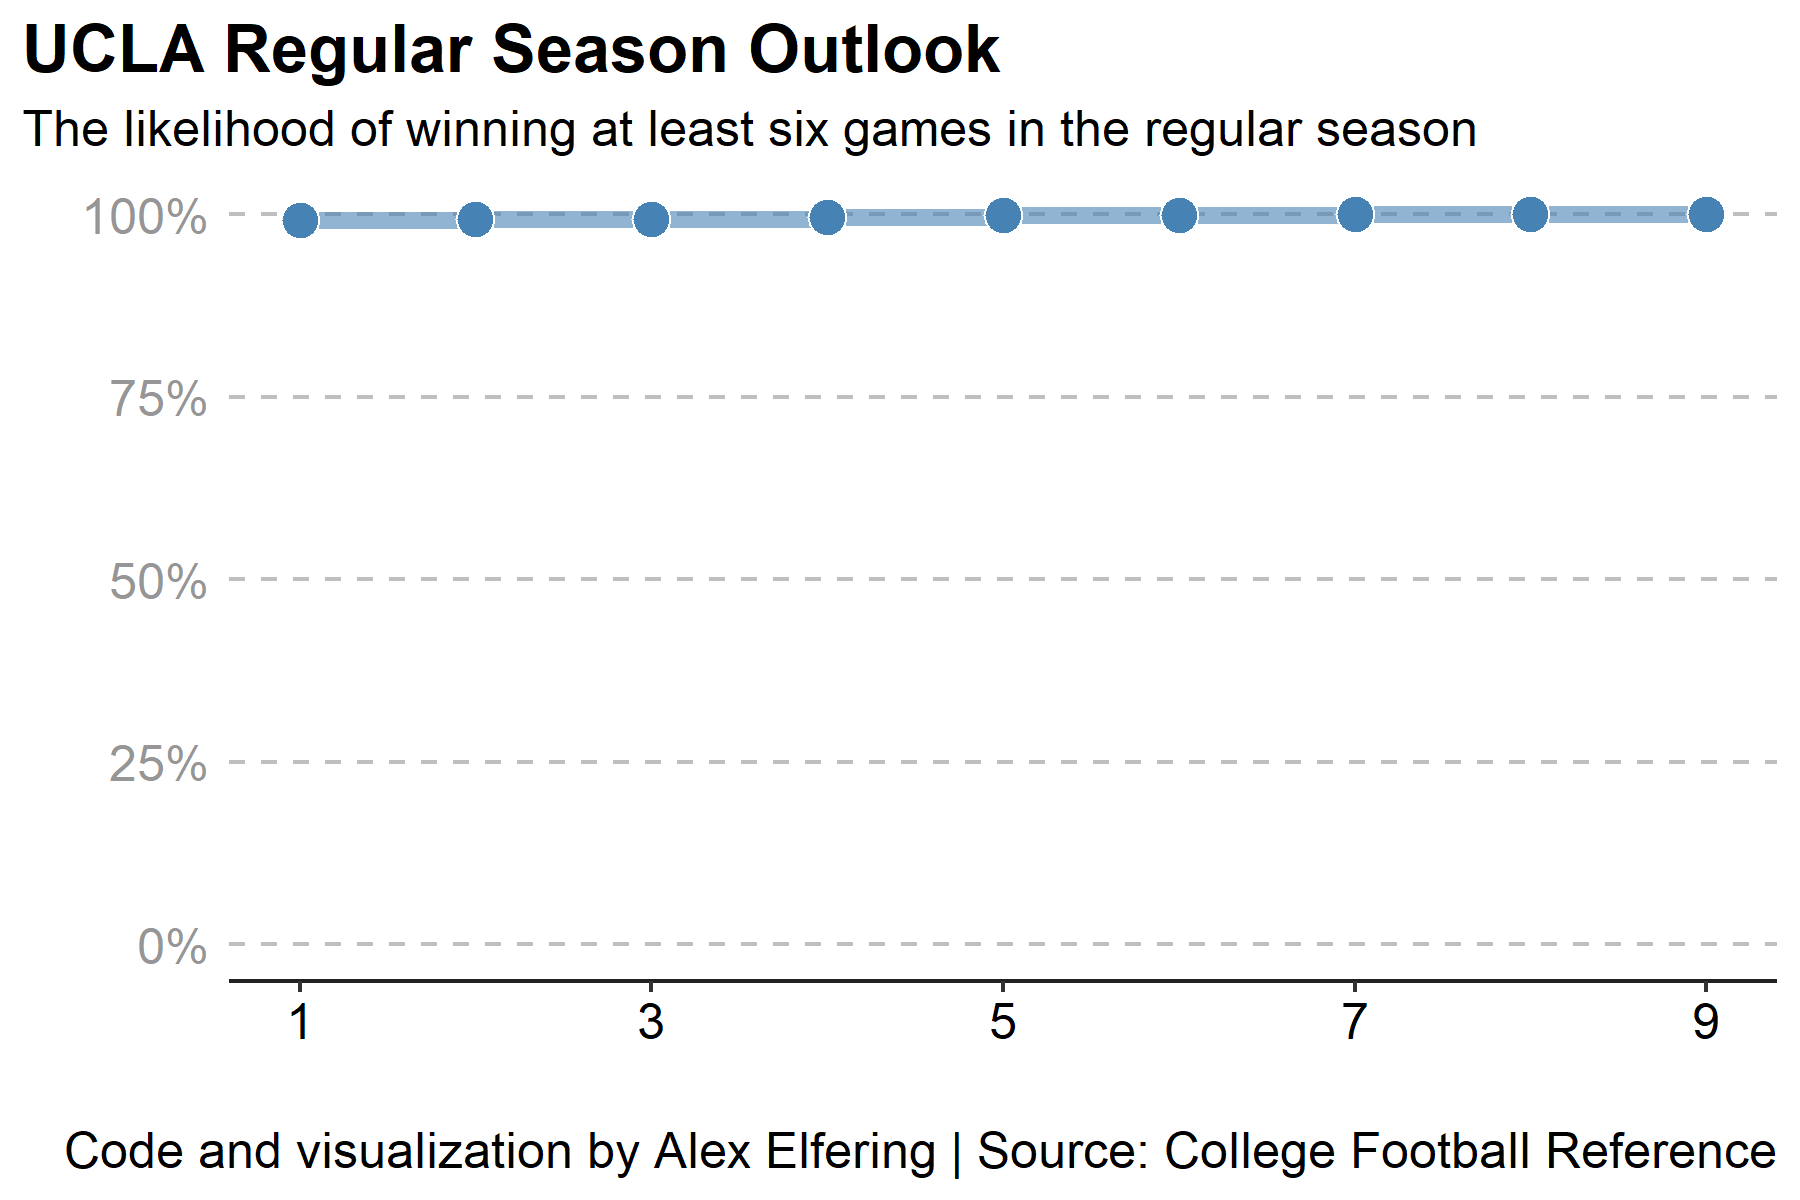 UCLA Regular Season Outlook
The likelihood of winning at least six games in the regular season
100%
75%
50%
25%
0%
1 3 5 7 9
Code and visualization by Alex Elfering | Source: College Football Reference